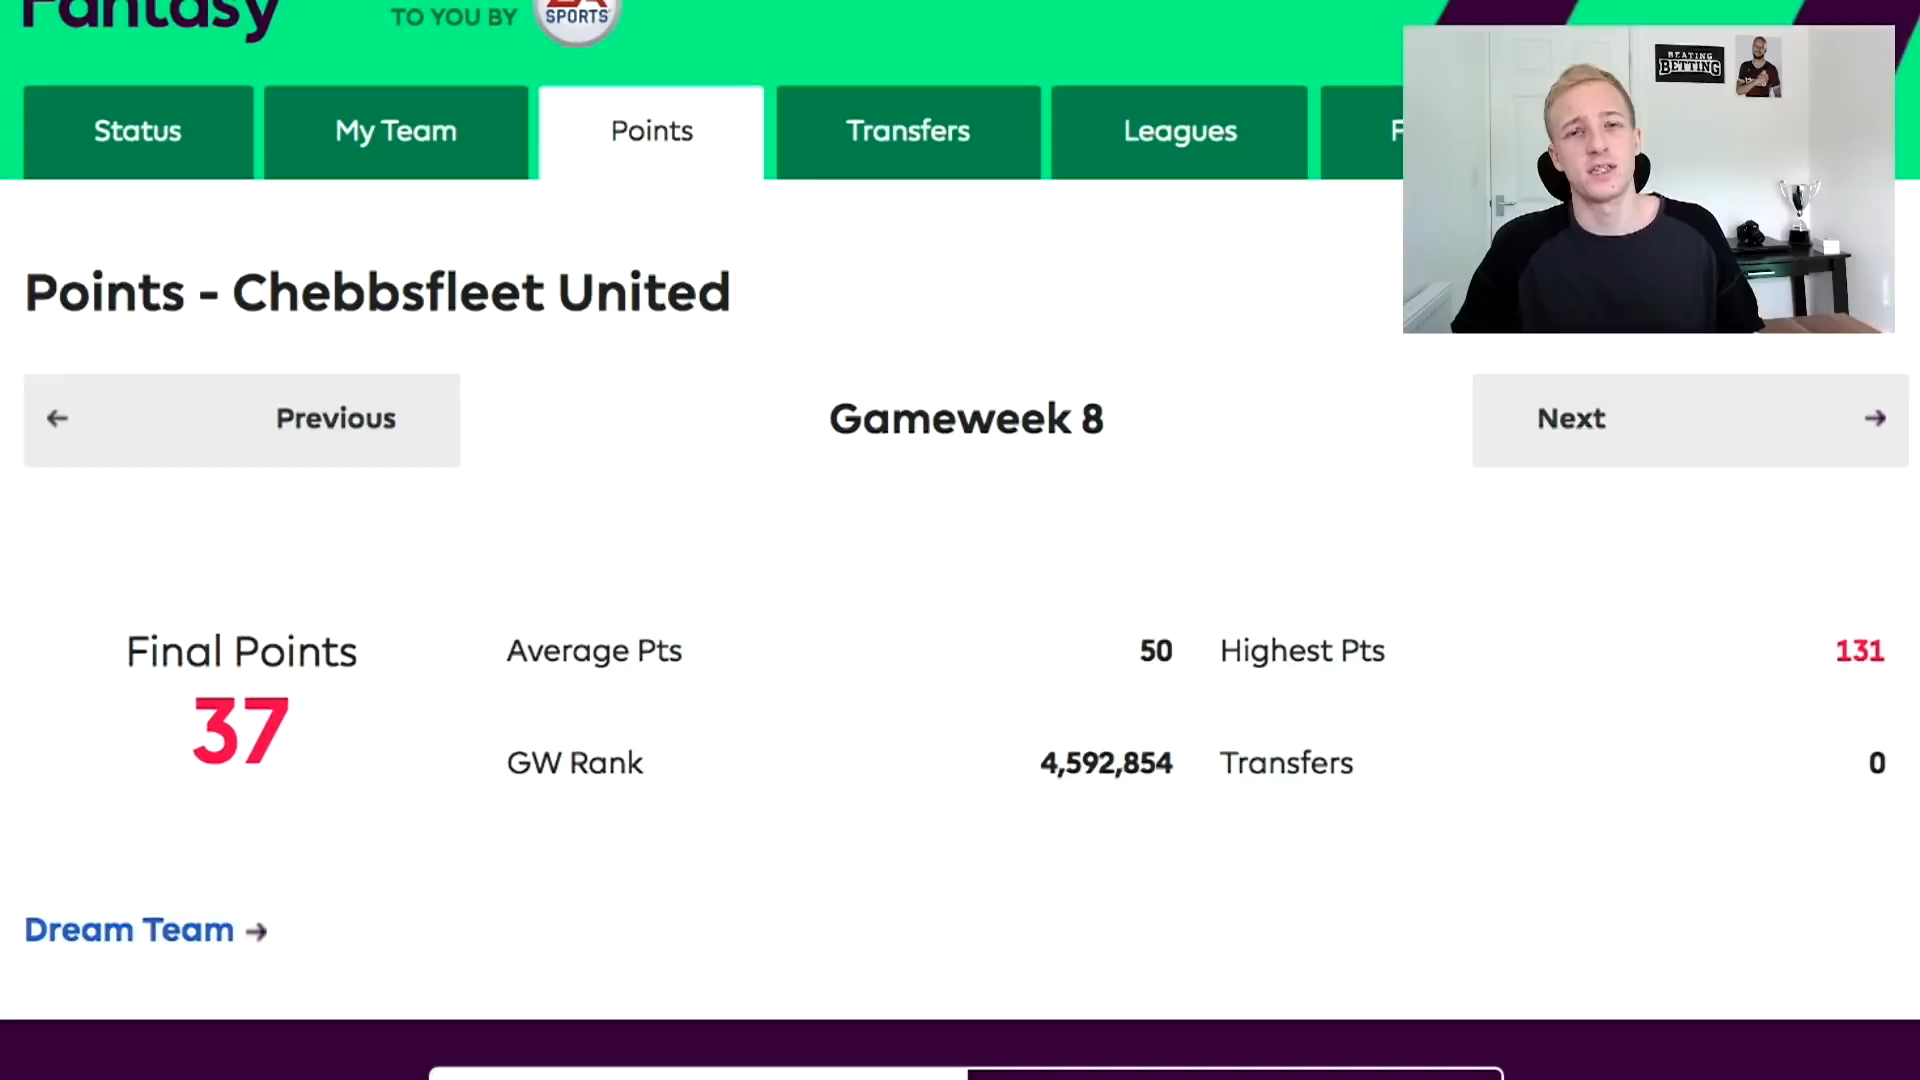 Fantasy
TO YOU BY
EA
SPORTS
Status
My Team
Points
Transfers
Leagues
F
BEATING
BETTING
Points - Chebbsfleet United
← Previous
Gameweek 8
Next →
Final Points
37
Average Pts 50
Highest Pts 131
GW Rank 4,592,854
Transfers 0
Dream Team →